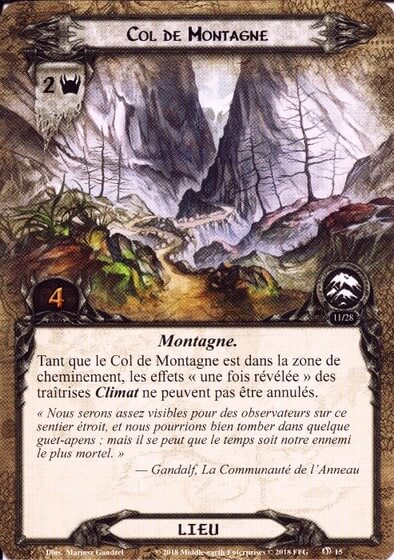 Col de Montagne
2
4
11/28
Montagne.
Tant que le Col de Montagne est dans la zone de
cheminement, les effets « une fois révélée » des
traîtrises Climat ne peuvent pas être annulés.
« Nous serons assez visibles pour des observateurs sur ce
sentier étroit, et nous pourrions bien tomber dans quelque
guet-apens ; mais il se peut que le temps soit notre ennemi
le plus mortel. »
— Gandalf, La Communauté de l'Anneau
LIEU
Illus. Mariusz Gandzel © 2018 Middle-earth Enterprises © 2018 FFG 15